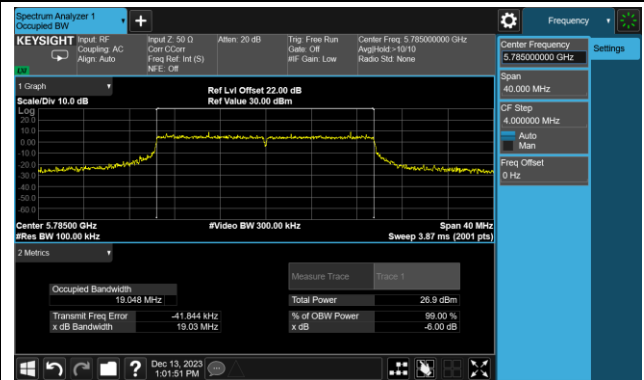 Spectrum Analyzer 1
Occupied BW
Frequency
KEYSIGHT
Input: RF
Coupling: AC
Align: Auto
Input Z: 50 Ω
Corr CCorr
Freq Ref: Int (S)
NFE: Off
Atten: 20 dB
Trig: Free Run
Gate: Off
#IF Gain: Low
Center Freq: 5.785000000 GHz
Avg|Hold:>10/10
Radio Std: None
LW
Center Frequency
5.785000000 GHz
Settings
Span
40.000 MHz
CF Step
4.000000 MHz
Auto
Man
Freq Offset
0 Hz
1 Graph
Scale/Div 10.0 dB
Ref Lvl Offset 22.00 dB
Ref Value 30.00 dBm
Log
20.0
10.0
0.00
-10.0
-20.0
-30.0
-40.0
-50.0
-60.0
Center 5.78500 GHz
#Video BW 300.00 kHz
Span 40 MHz
#Res BW 100.00 kHz
Sweep 3.87 ms (2001 pts)
2 Metrics
Measure Trace
Trace 1
Occupied Bandwidth
19.048 MHz
Total Power
26.9 dBm
Transmit Freq Error
-41.844 kHz
% of OBW Power
99.00 %
x dB Bandwidth
19.03 MHz
x dB
-6.00 dB
?
Dec 13, 2023
1:01:51 PM